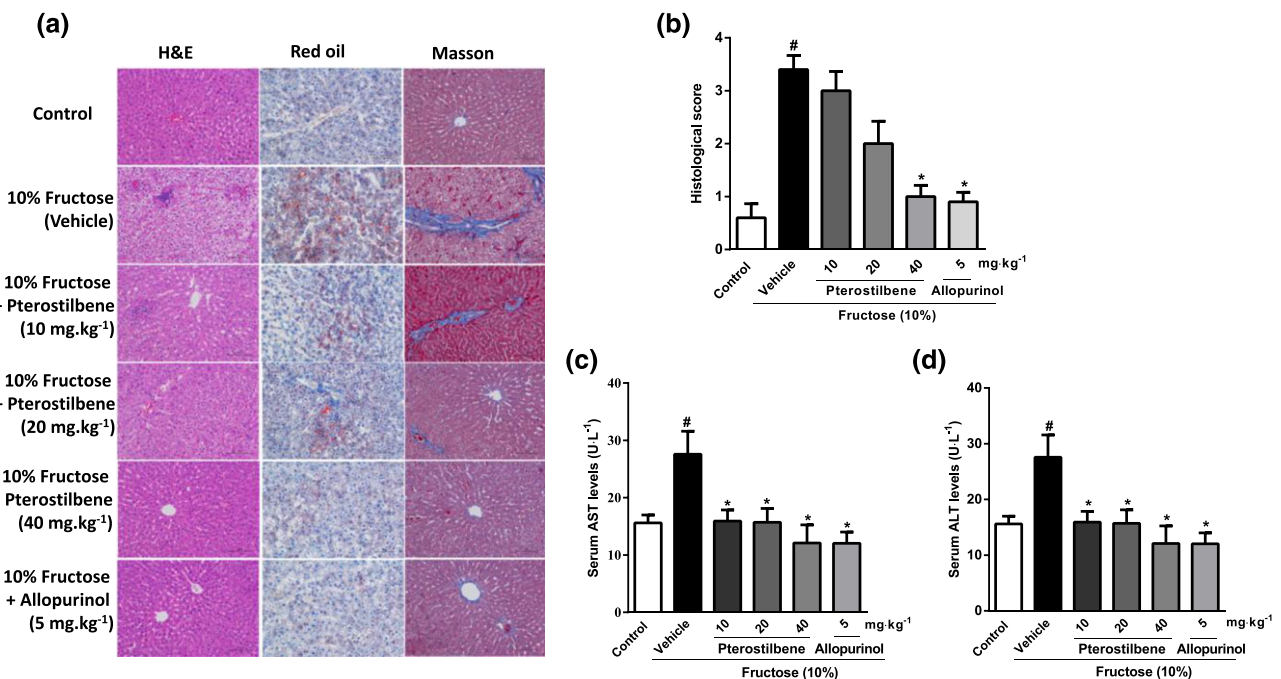 (a)
H&E Red oil Masson
Control
10% Fructose
(Vehicle)
10% Fructose
+ Pterostilbene
(10 mg.kg⁻¹)
10% Fructose
+ Pterostilbene
(20 mg.kg⁻¹)
10% Fructose
Pterostilbene
(40 mg.kg⁻¹)
10% Fructose
+ Allopurinol
(5 mg.kg⁻¹)
(b)
Histological score
4
3
2
1
0
#
* *
Control Vehicle 10 20 40 5 mg·kg⁻¹
Pterostilbene Allopurinol
Fructose (10%)
(c)
Serum AST levels (U·L⁻¹)
40
30
20
10
0
#
* * * *
Control Vehicle 10 20 40 5 mg·kg⁻¹
Pterostilbene Allopurinol
Fructose (10%)
(d)
Serum ALT levels (U·L⁻¹)
40
30
20
10
0
#
* * * *
Control Vehicle 10 20 40 5 mg·kg⁻¹
Pterostilbene Allopurinol
Fructose (10%)